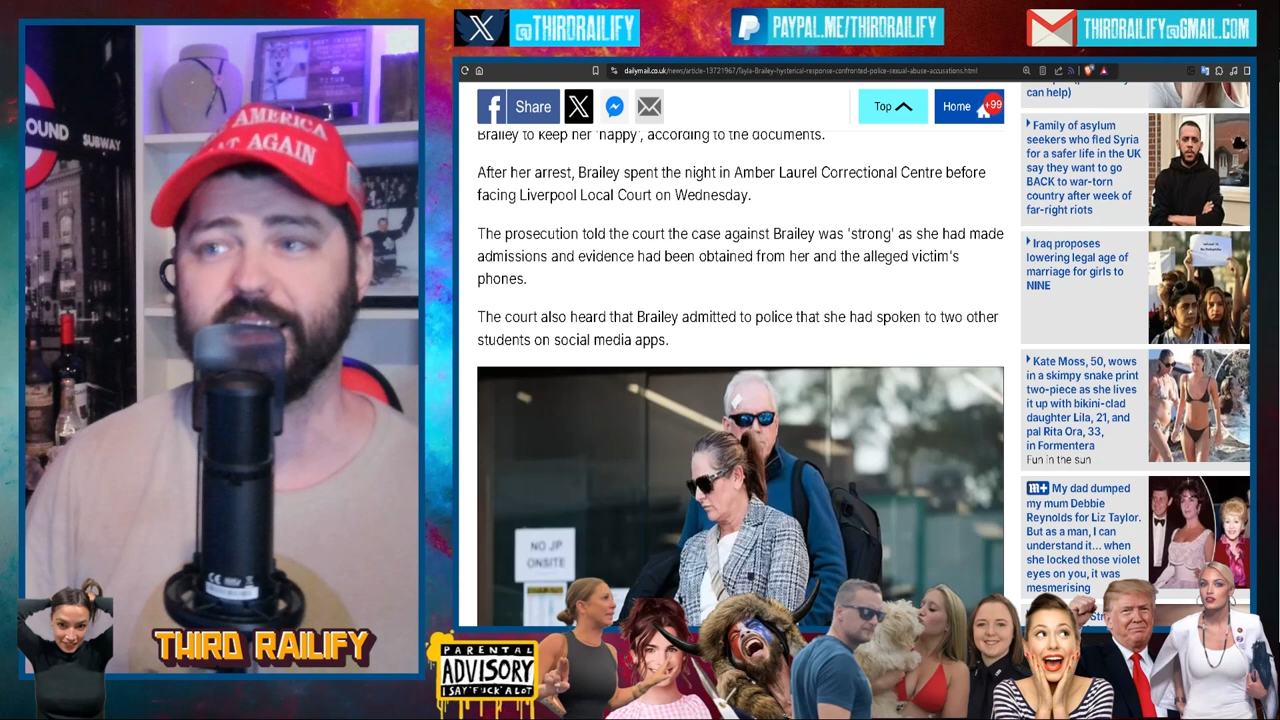 @THIRDRAILIFY
PAYPAL.ME/THIRDRAILIFY
THIRDRAILIFY@GMAIL.COM
dailymail.co.uk/news/article-13721967/Tayla-Brailey-hysterical-response-confronted-police-sexual-abuse-accusations.html
Share
Top
Home
+99
Brailey to keep her 'happy', according to the documents.
After her arrest, Brailey spent the night in Amber Laurel Correctional Centre before
facing Liverpool Local Court on Wednesday.
The prosecution told the court the case against Brailey was 'strong' as she had made
admissions and evidence had been obtained from her and the alleged victim's
phones.
The court also heard that Brailey admitted to police that she had spoken to two other
students on social media apps.
NO JP
ONSITE
can help)
Family of asylum
seekers who fled Syria
for a safer life in the UK
say they want to go
BACK to war-torn
country after week of
far-right riots
Iraq proposes
lowering legal age of
marriage for girls to
NINE
Kate Moss, 50, wows
in a skimpy snake print
two-piece as she lives
it up with bikini-clad
daughter Lila, 21, and
pal Rita Ora, 33,
in Formentera
Fun in the sun
m+ My dad dumped
my mum Debbie
Reynolds for Liz Taylor.
But as a man, I can
understand it... when
she locked those violet
eyes on you, it was
mesmerising
OUND
SUBWAY
AMERICA
AT AGAIN
THIRD RAILIFY
PARENTAL
ADVISORY
I SAY 'FUCK' A LOT